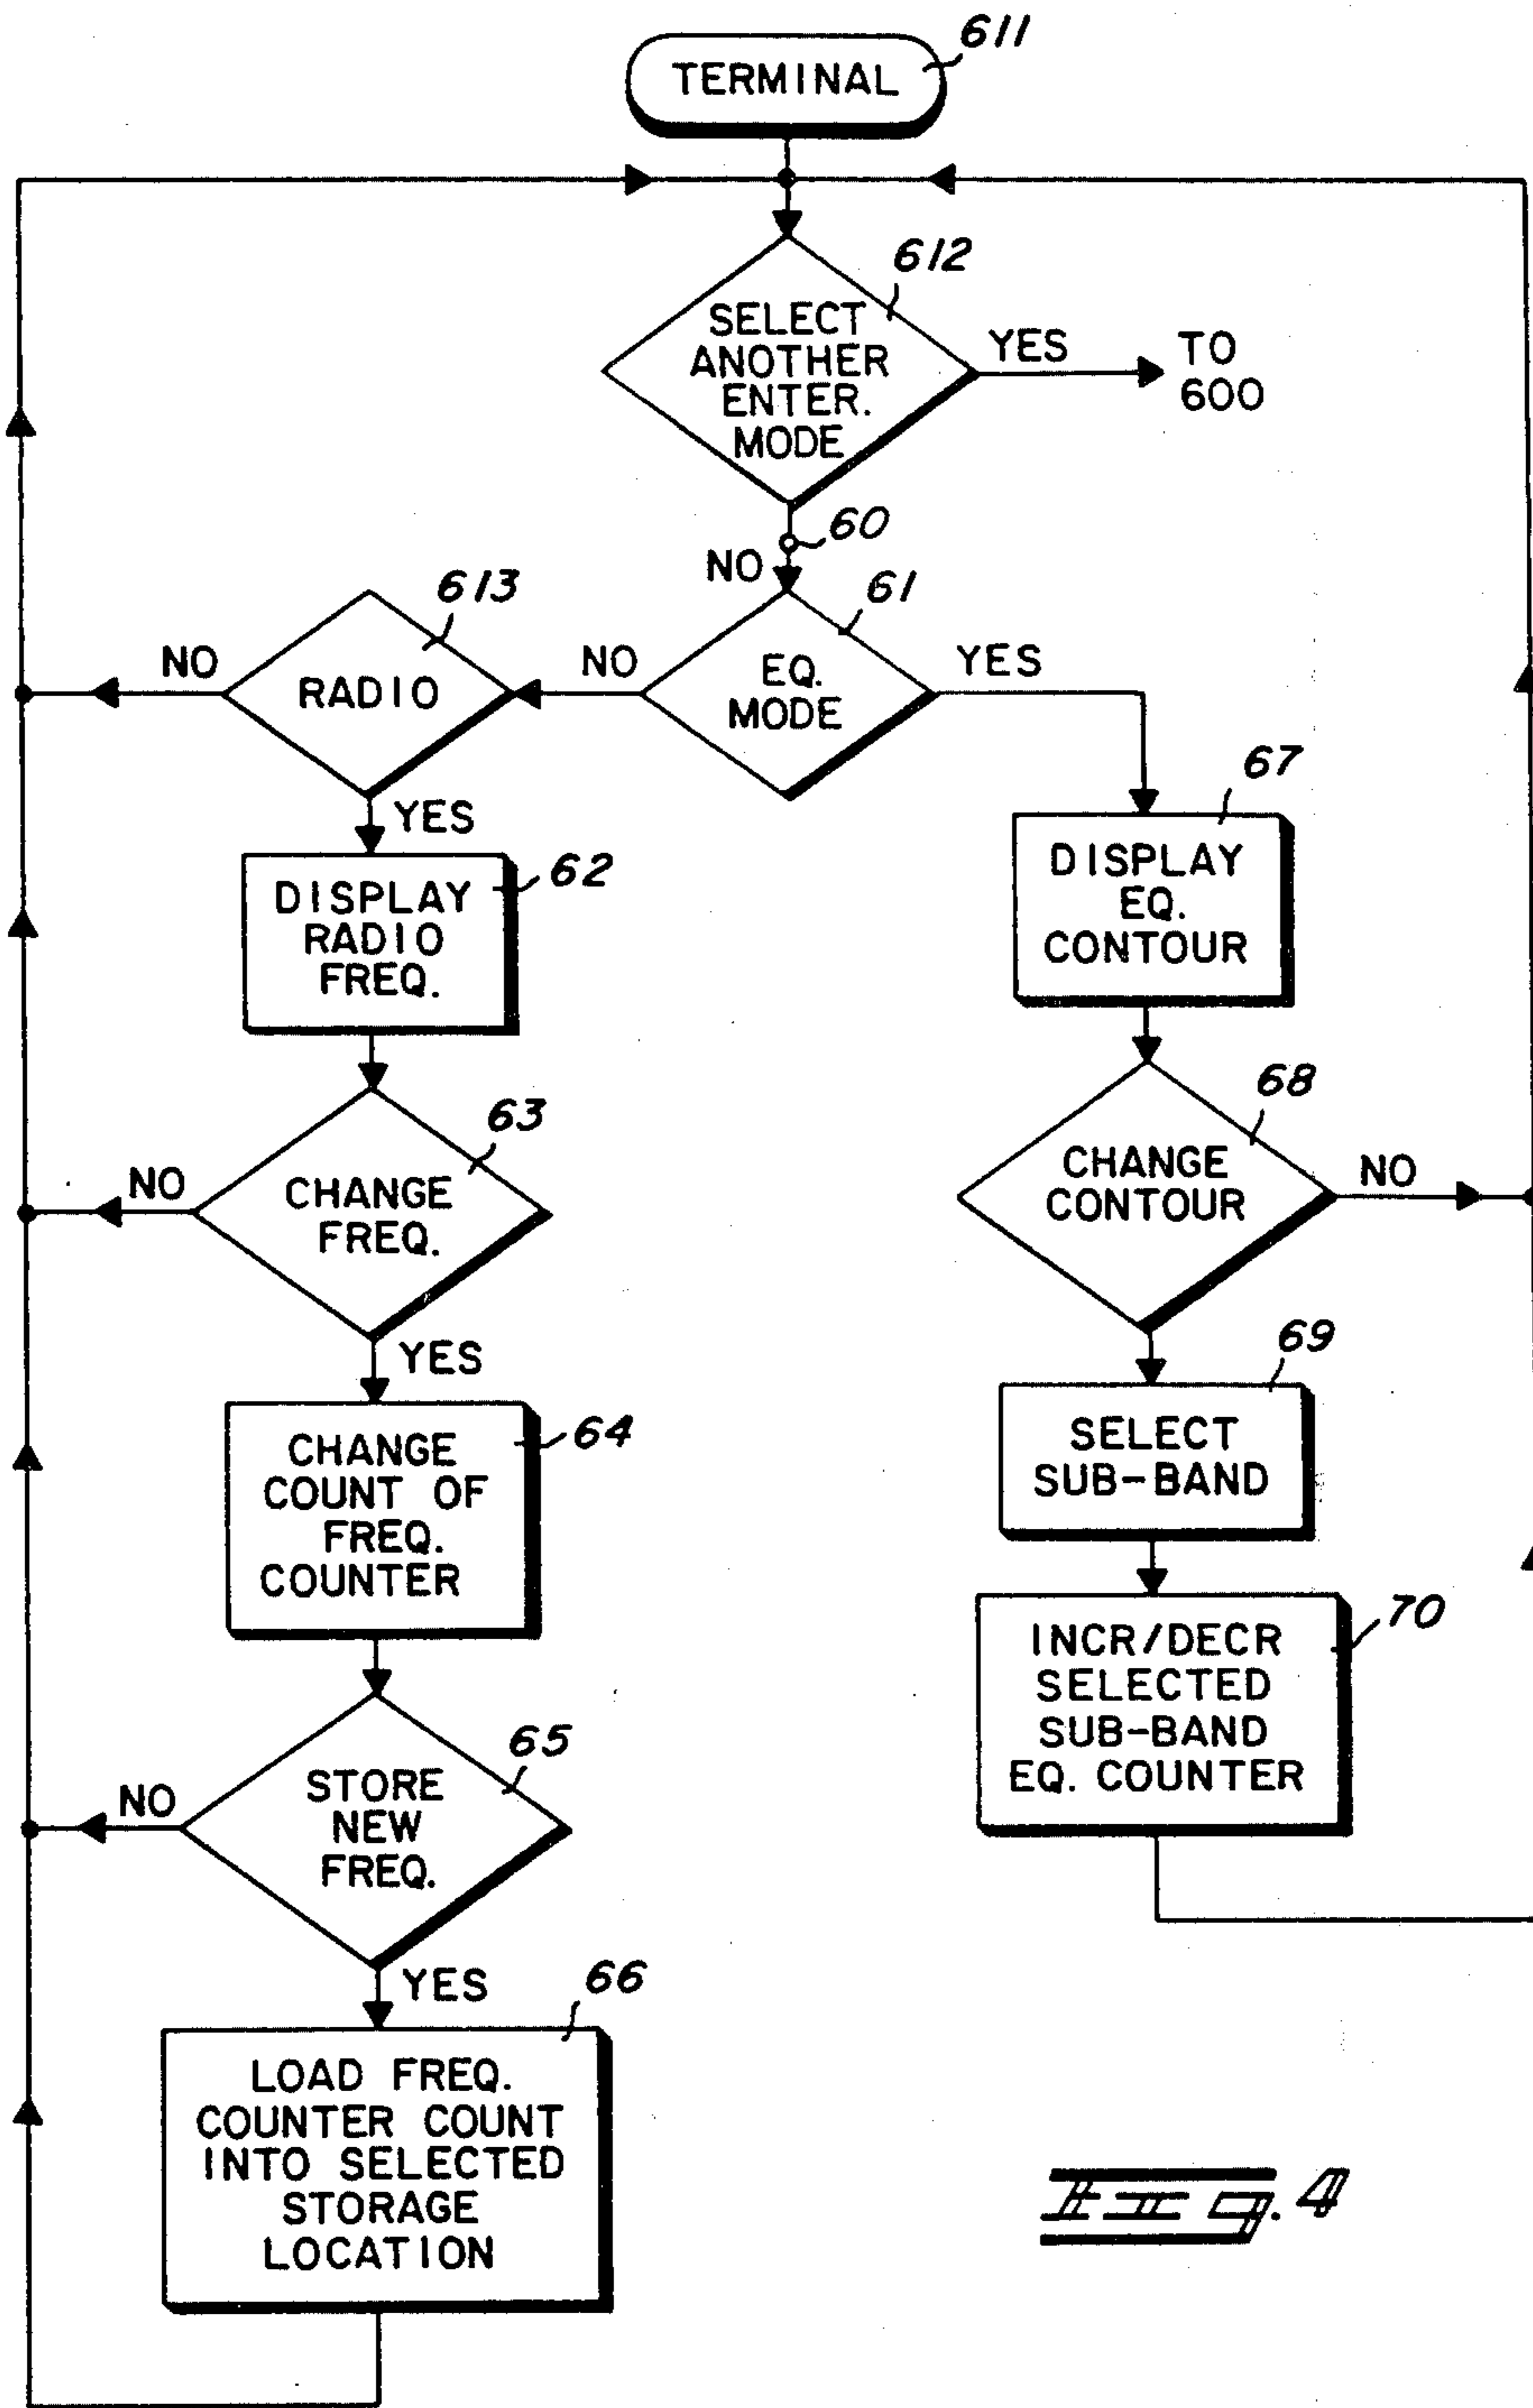 611
TERMINAL
612
SELECT
ANOTHER
ENTER.
MODE
YES
TO
600
60
NO
61
EQ.
MODE
NO
YES
613
RADIO
NO
YES
62
DISPLAY
RADIO
FREQ.
67
DISPLAY
EQ.
CONTOUR
63
CHANGE
FREQ.
NO
YES
68
CHANGE
CONTOUR
NO
64
CHANGE
COUNT OF
FREQ.
COUNTER
69
SELECT
SUB-BAND
70
INCR/DECR
SELECTED
SUB-BAND
EQ. COUNTER
65
STORE
NEW
FREQ.
NO
YES
66
LOAD FREQ.
COUNTER COUNT
INTO SELECTED
STORAGE
LOCATION
Fig. 4